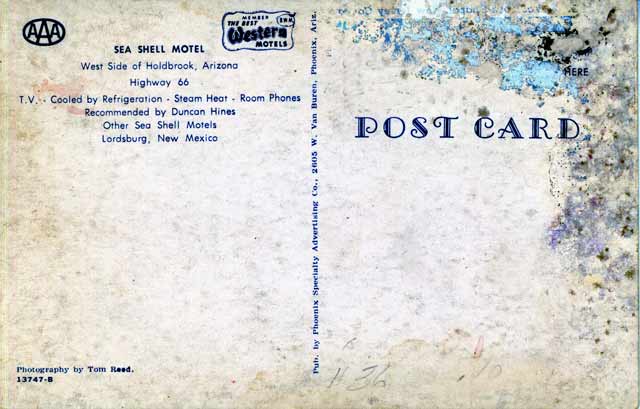 AAA
MEMBER
THE BEST
Western
MOTELS
SEA SHELL MOTEL
West Side of Holdbrook, Arizona
Highway 66
T.V. - Cooled by Refrigeration - Steam Heat - Room Phones
Recommended by Duncan Hines
Other Sea Shell Motels
Lordsburg, New Mexico
Photography by Tom Reed.
13747-B
Pub. by Phoenix Specialty Advertising Co., 2605 W. Van Buren, Phoenix, Ariz.
HERE
POST CARD
# 36